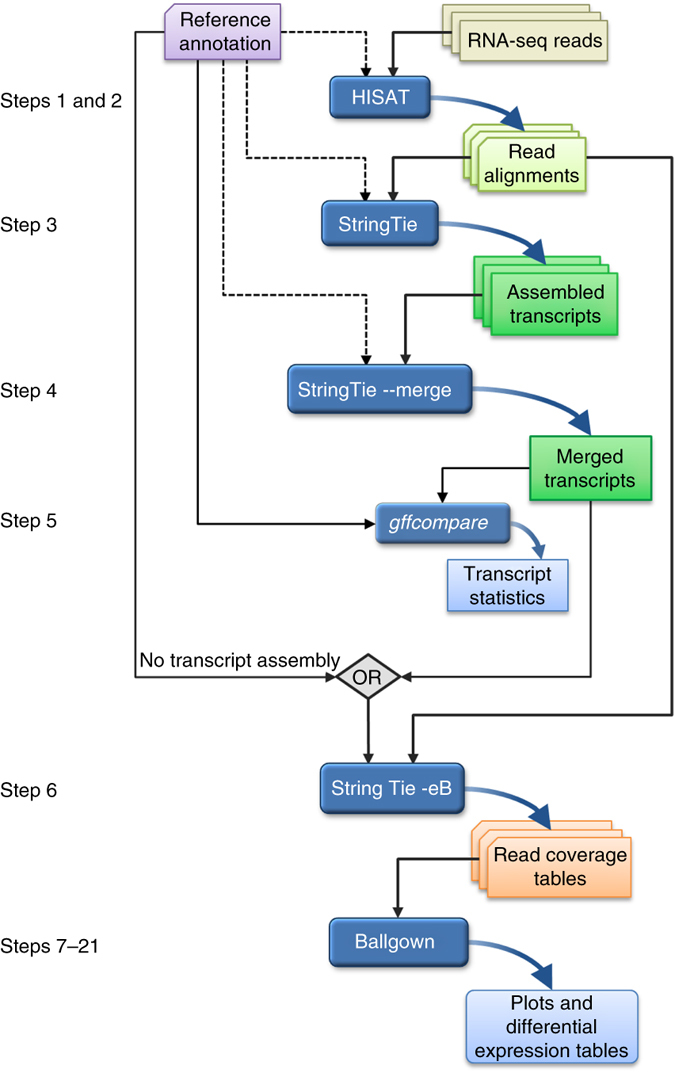 Reference
annotation
RNA-seq reads
Steps 1 and 2
HISAT
Read
alignments
Step 3
StringTie
Assembled
transcripts
Step 4
StringTie --merge
Merged
transcripts
Step 5
gffcompare
Transcript
statistics
No transcript assembly
OR
Step 6
String Tie -eB
Read coverage
tables
Steps 7–21
Ballgown
Plots and
differential
expression tables